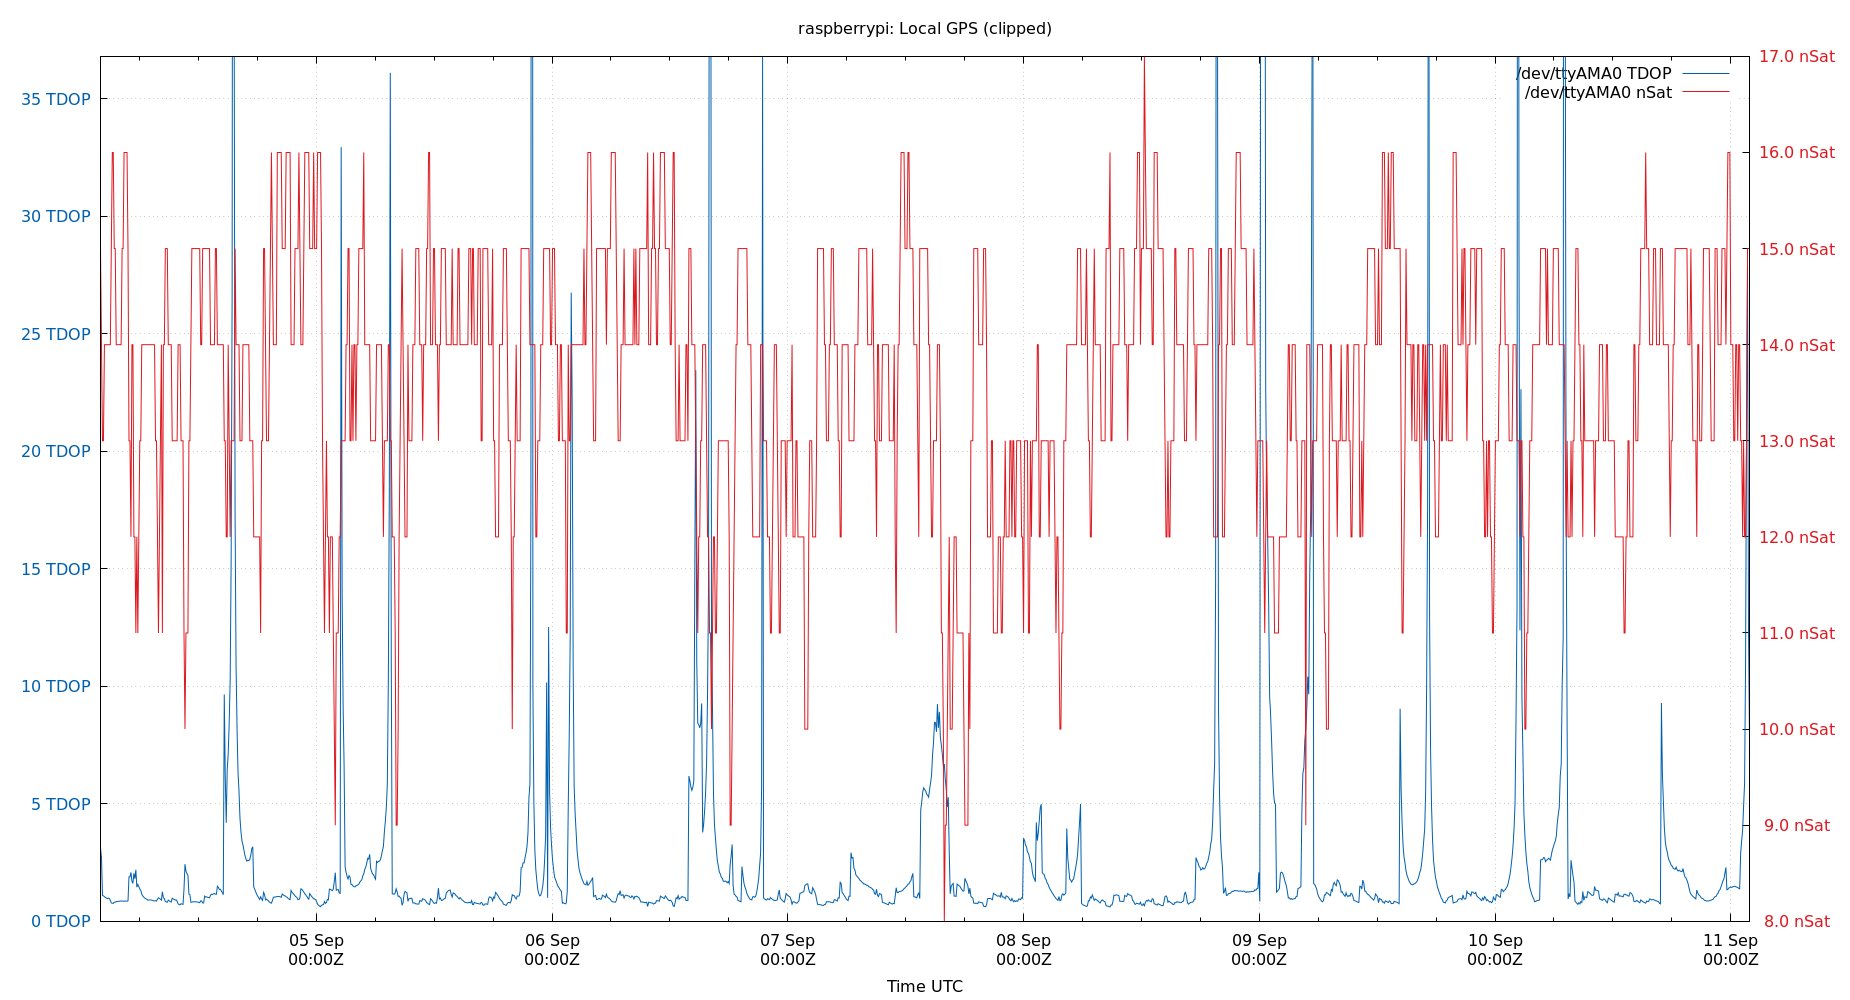 raspberrypi: Local GPS (clipped)
/dev/ttyAMA0 TDOP
/dev/ttyAMA0 nSat
35 TDOP
30 TDOP
25 TDOP
20 TDOP
15 TDOP
10 TDOP
5 TDOP
0 TDOP
17.0 nSat
16.0 nSat
15.0 nSat
14.0 nSat
13.0 nSat
12.0 nSat
11.0 nSat
10.0 nSat
9.0 nSat
8.0 nSat
05 Sep
00:00Z
06 Sep
00:00Z
07 Sep
00:00Z
08 Sep
00:00Z
09 Sep
00:00Z
10 Sep
00:00Z
11 Sep
00:00Z
Time UTC